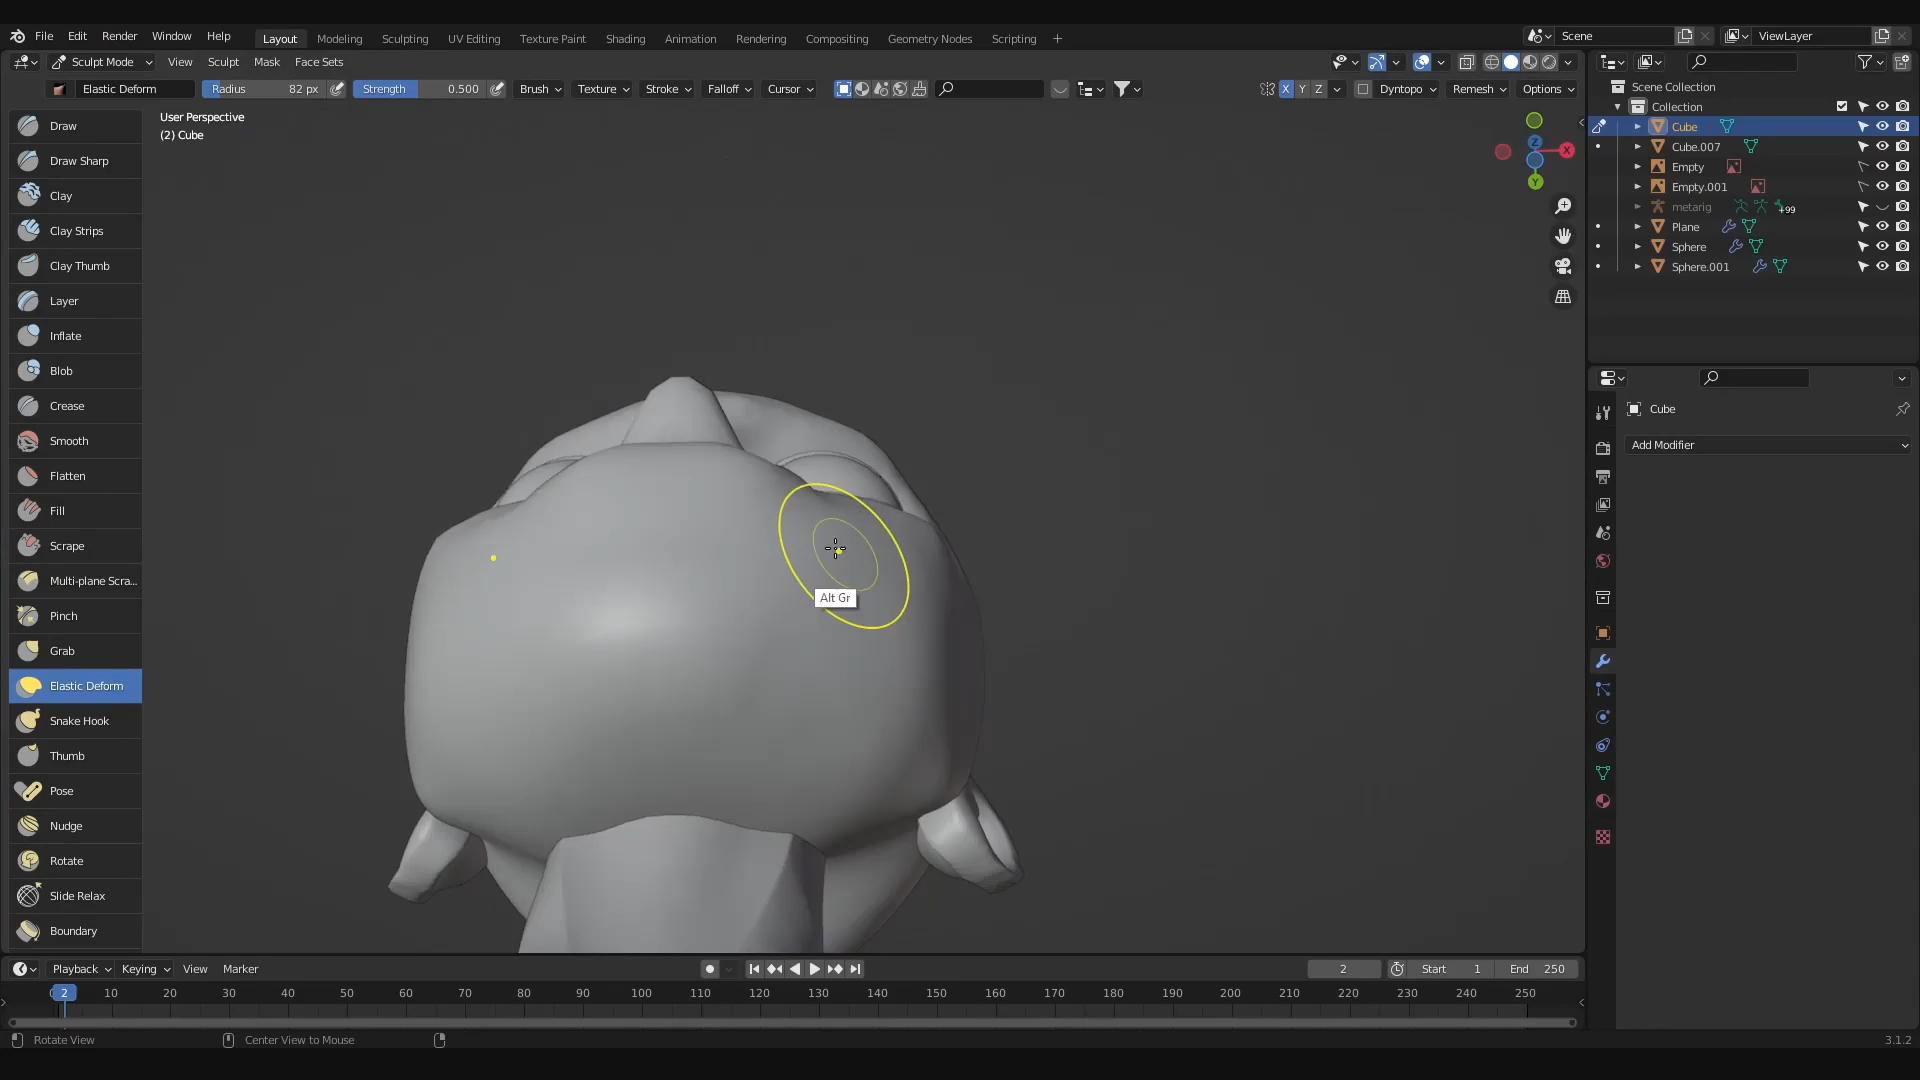 File Edit Render Window Help Layout Modeling Sculpting UV Editing Texture Paint Shading Animation Rendering Compositing Geometry Nodes Scripting + Scene ViewLayer
Sculpt Mode View Sculpt Mask Face Sets
Elastic Deform Radius 82 px Strength 0.500 Brush Texture Stroke Falloff Cursor X Y Z Dyntopo Remesh Options
User Perspective
(2) Cube
Draw
Draw Sharp
Clay
Clay Strips
Clay Thumb
Layer
Inflate
Blob
Crease
Smooth
Flatten
Fill
Scrape
Multi-plane Scra...
Pinch
Grab
Elastic Deform
Snake Hook
Thumb
Pose
Nudge
Rotate
Slide Relax
Boundary
Z
X
Y
Alt Gr
Scene Collection
Collection
Cube
Cube.007
Empty
Empty.001
metarig +99
Plane
Sphere
Sphere.001
Cube
Add Modifier
Playback Keying View Marker 2 Start 1 End 250
2 10 20 30 40 50 60 70 80 90 100 110 120 130 140 150 160 170 180 190 200 210 220 230 240 250
Rotate View Center View to Mouse 3.1.2